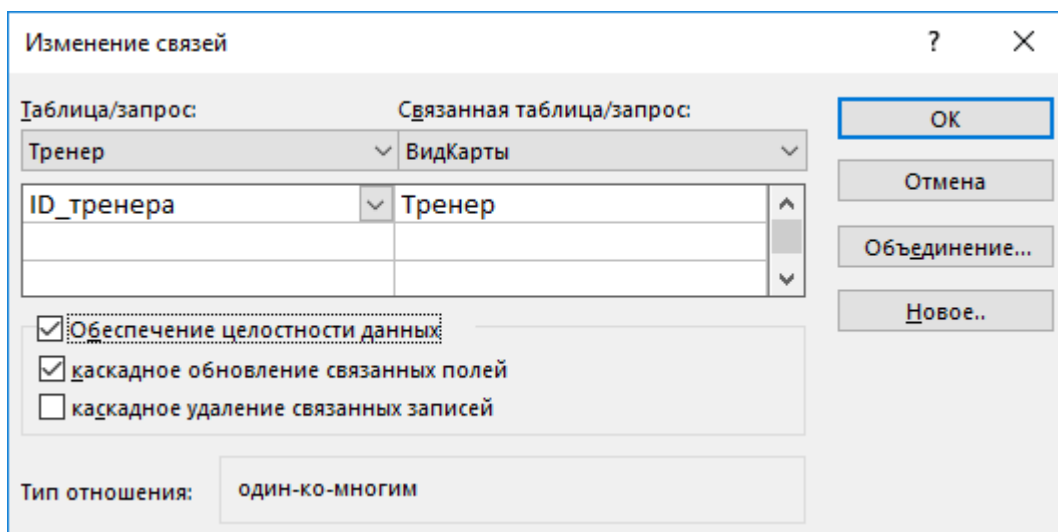 Изменение связей
?
Таблица/запрос:
Связанная таблица/запрос:
Тренер
ВидКарты
ID_тренера
Тренер
Обеспечение целостности данных
каскадное обновление связанных полей
каскадное удаление связанных записей
Тип отношения:
один-ко-многим
ОК
Отмена
Объединение...
Новое..